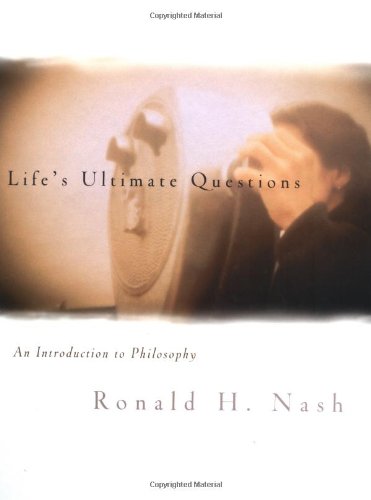 Copyrighted Material
Life's Ultimate Questions
An Introduction to Philosophy
Ronald H. Nash
Copyrighted Material